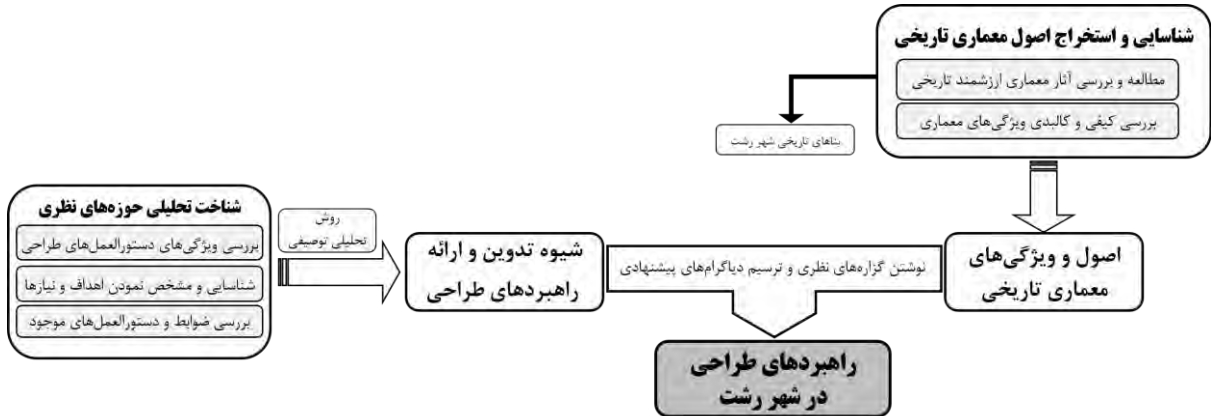 شناسایی و استخراج اصول معماری تاریخی
مطالعه و بررسی آثار معماری ارزشمند تاریخی
بررسی کیفی و کالبدی ویژگی‌های معماری
بناهای تاریخی شهر رشت
شناخت تحلیلی حوزه‌های نظری
بررسی ویژگی‌های دستورالعمل‌های طراحی
شناسایی و مشخص نمودن اهداف و نیازها
بررسی ضوابط و دستورالعمل‌های موجود
روش
تحلیلی توصیفی
شیوه تدوین و ارائه
راهبردهای طراحی
نوشتن گزاره‌های نظری و ترسیم دیاگرام‌های پیشنهادی
اصول و ویژگی‌های
معماری تاریخی
راهبردهای طراحی
در شهر رشت